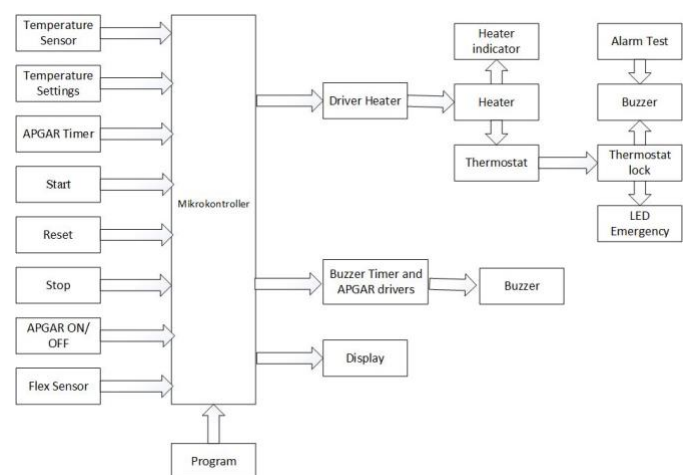 Temperature
Sensor
Temperature
Settings
APGAR Timer
Start
Reset
Stop
APGAR ON/
OFF
Flex Sensor
Mikrokontroller
Program
Driver Heater
Heater
indicator
Heater
Thermostat
Alarm Test
Buzzer
Thermostat
lock
LED
Emergency
Buzzer Timer and
APGAR drivers
Buzzer
Display